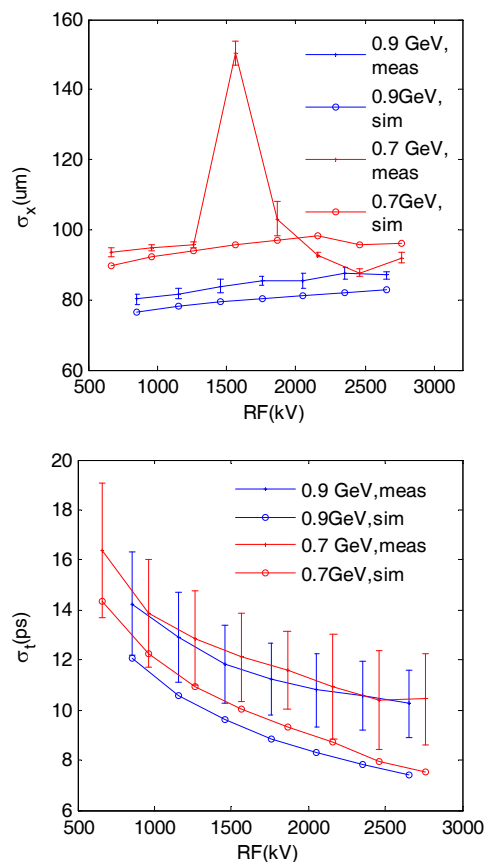 160
140
120
100
80
60
σx(um)
500 1000 1500 2000 2500 3000
RF(kV)
0.9 GeV,
meas
0.9GeV,
sim
0.7 GeV,
meas
0.7GeV,
sim
20
18
16
14
12
10
8
6
σt(ps)
500 1000 1500 2000 2500 3000
RF(kV)
0.9 GeV,meas
0.9GeV,sim
0.7 GeV,meas
0.7GeV,sim